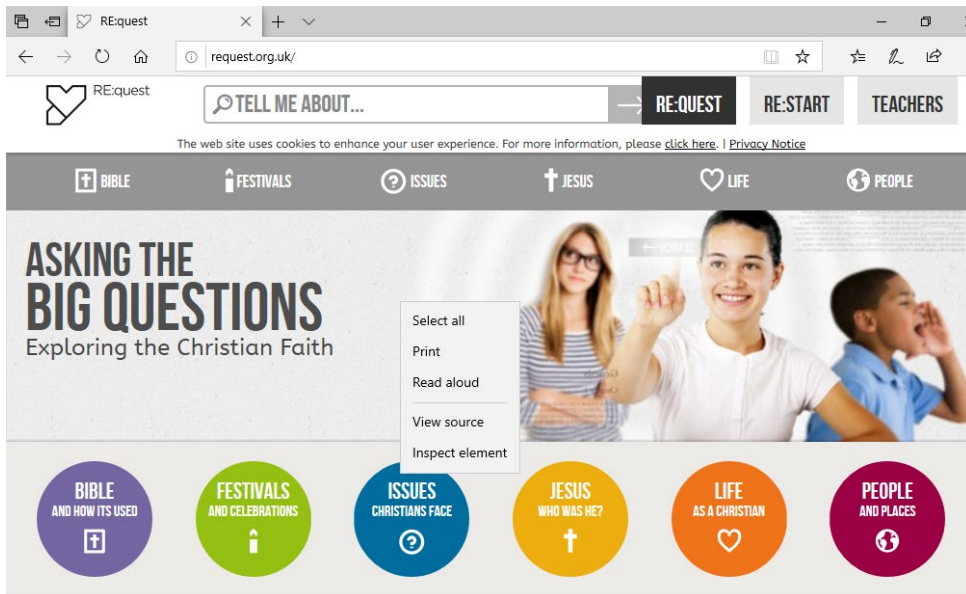 RE:quest
request.org.uk/
RE:quest
TELL ME ABOUT...
RE:QUEST
RE:START
TEACHERS
The web site uses cookies to enhance your user experience. For more information, please click here. | Privacy Notice
BIBLE
FESTIVALS
ISSUES
JESUS
LIFE
PEOPLE
ASKING THE
BIG QUESTIONS
Exploring the Christian Faith
Select all
Print
Read aloud
View source
Inspect element
BIBLE
AND HOW ITS USED
FESTIVALS
AND CELEBRATIONS
ISSUES
CHRISTIANS FACE
JESUS
WHO WAS HE?
LIFE
AS A CHRISTIAN
PEOPLE
AND PLACES